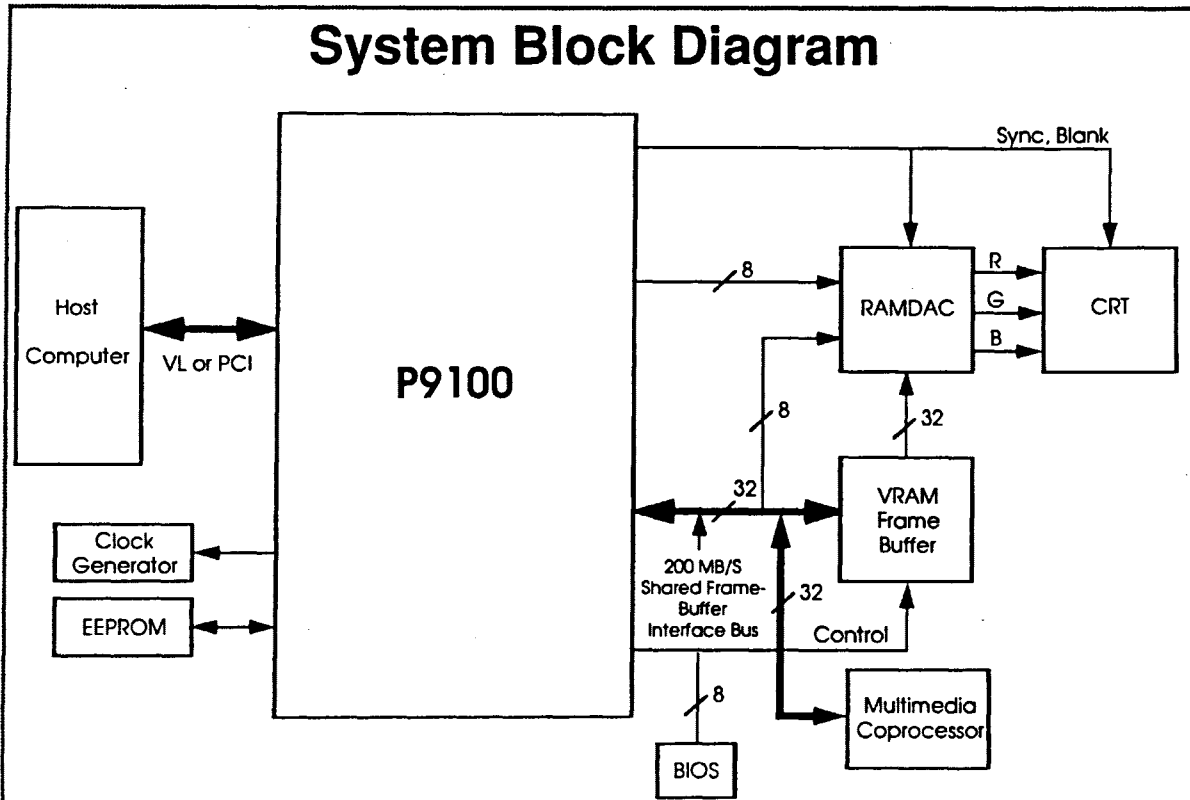 System Block Diagram
Sync, Blank
Host
Computer
VL or PCI
P9100
8
RAMDAC
R
G
B
CRT
8
32
32
VRAM
Frame
Buffer
Clock
Generator
EEPROM
200 MB/S
Shared Frame-
Buffer
Interface Bus
32
Control
8
BIOS
Multimedia
Coprocessor